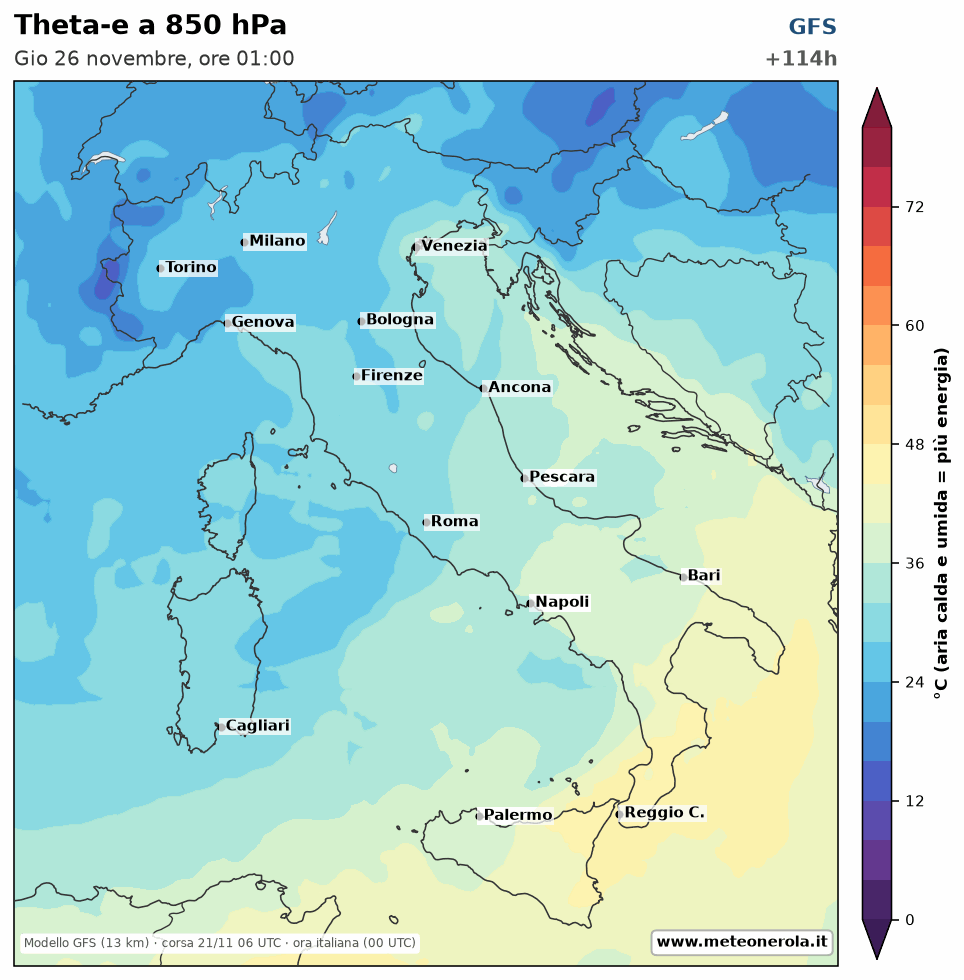 Theta-e a 850 hPa
GFS
Gio 26 novembre, ore 01:00
+114h
Milano
Venezia
Torino
Genova
Bologna
Firenze
Ancona
Pescara
Roma
Bari
Napoli
Cagliari
Palermo
Reggio C.
72
60
48
36
24
12
0
°C (aria calda e umida = più energia)
Modello GFS (13 km) · corsa 21/11 06 UTC · ora italiana (00 UTC)
www.meteonerola.it